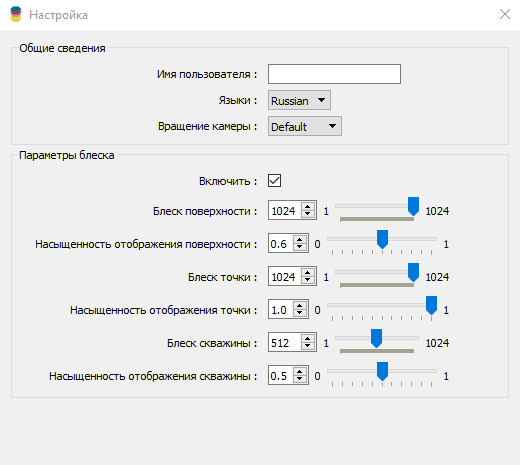 Настройка
Общие сведения
Имя пользователя :
Языки : Russian
Вращение камеры : Default
Параметры блеска
Включить :
Блеск поверхности : 1024 1 1024
Насыщенность отображения поверхности : 0.6 0 1
Блеск точки : 1024 1 1024
Насыщенность отображения точки : 1.0 0 1
Блеск скважины : 512 1 1024
Насыщенность отображения скважины : 0.5 0 1